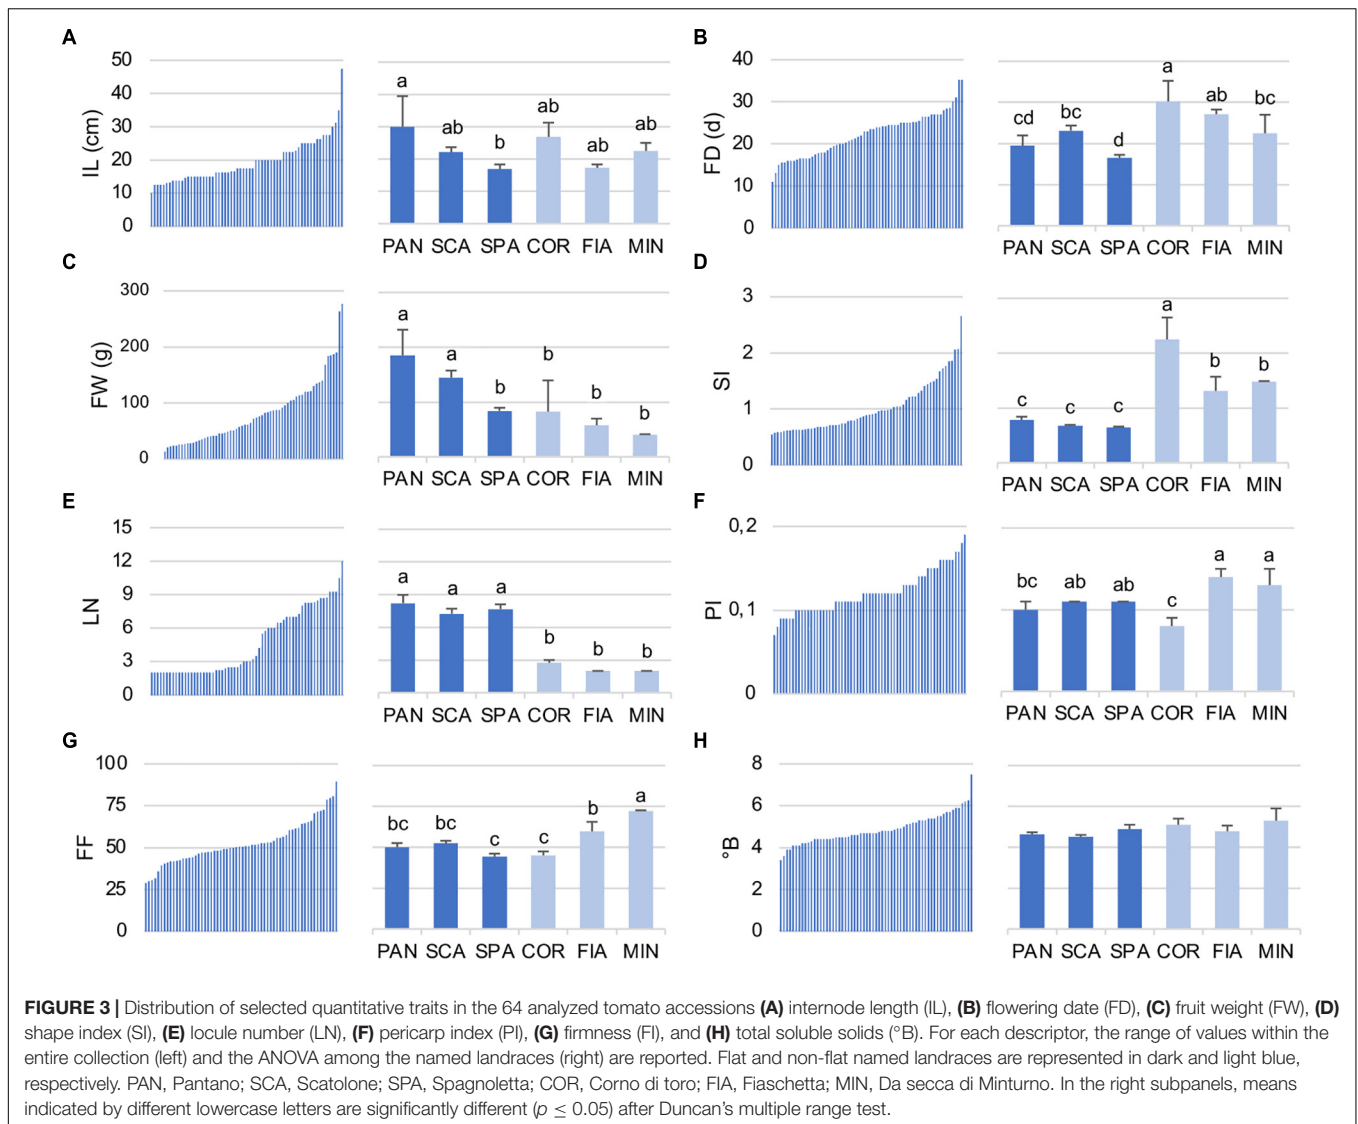 A
B
50
40
30
20
10
0
IL (cm)
a
ab
b
ab
ab
ab
PAN SCA SPA COR FIA MIN
40
30
20
10
0
FD (d)
cd
bc
d
a
ab
bc
PAN SCA SPA COR FIA MIN
C
D
300
200
100
0
FW (g)
a
a
b
b
b
b
PAN SCA SPA COR FIA MIN
3
2
1
0
SI
c
c
c
a
b
b
PAN SCA SPA COR FIA MIN
E
F
15
12
9
6
3
0
LN
a
a
a
b
b
b
PAN SCA SPA COR FIA MIN
0,2
0,1
0
PI
bc
ab
ab
c
a
a
PAN SCA SPA COR FIA MIN
G
H
100
75
50
25
0
FF
bc
bc
c
c
b
a
PAN SCA SPA COR FIA MIN
8
6
4
2
0
°B
PAN SCA SPA COR FIA MIN
FIGURE 3 | Distribution of selected quantitative traits in the 64 analyzed tomato accessions (A) internode length (IL), (B) flowering date (FD), (C) fruit weight (FW), (D)
shape index (SI), (E) locule number (LN), (F) pericarp index (PI), (G) firmness (FI), and (H) total soluble solids (°B). For each descriptor, the range of values within the
entire collection (left) and the ANOVA among the named landraces (right) are reported. Flat and non-flat named landraces are represented in dark and light blue,
respectively. PAN, Pantano; SCA, Scatolone; SPA, Spagnoletta; COR, Corno di toro; FIA, Fiaschetta; MIN, Da secca di Minturno. In the right subpanels, means
indicated by different lowercase letters are significantly different (p ≤ 0.05) after Duncan's multiple range test.